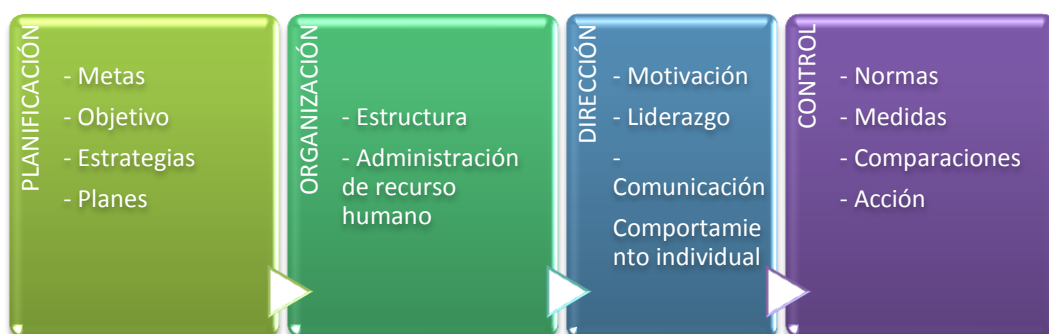 PLANIFICACIÓN
- Metas
- Objetivo
- Estrategias
- Planes
ORGANIZACIÓN
- Estructura
- Administración
de recurso
humano
DIRECCIÓN
- Motivación
- Liderazgo
-
Comunicación
Comportamie
nto individual
CONTROL
- Normas
- Medidas
- Comparaciones
- Acción